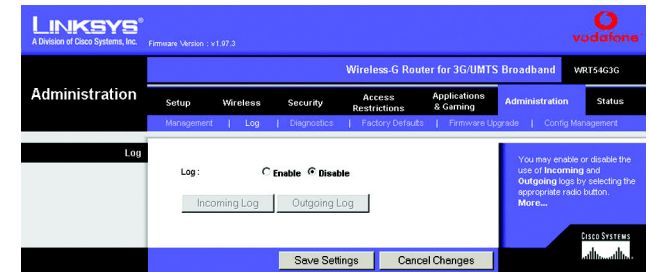 LINKSYS®
A Division of Cisco Systems, Inc.
Firmware Version : v1.97.3
vodafone
Wireless-G Router for 3G/UMTS Broadband WRT54G3G
Administration
Setup Wireless Security Access Restrictions Applications & Gaming Administration Status
Management | Log | Diagnostics | Factory Defaults | Firmware Upgrade | Config Management
Log
Log : Enable Disable
Incoming Log Outgoing Log
You may enable or disable the
use of Incoming and
Outgoing logs by selecting the
appropriate radio button.
More...
CISCO SYSTEMS
Save Settings Cancel Changes